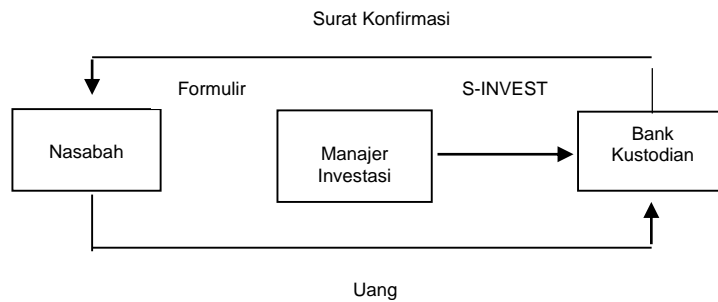 Surat Konfirmasi
Formulir
S-INVEST
Nasabah
Manajer
Investasi
Bank
Kustodian
Uang